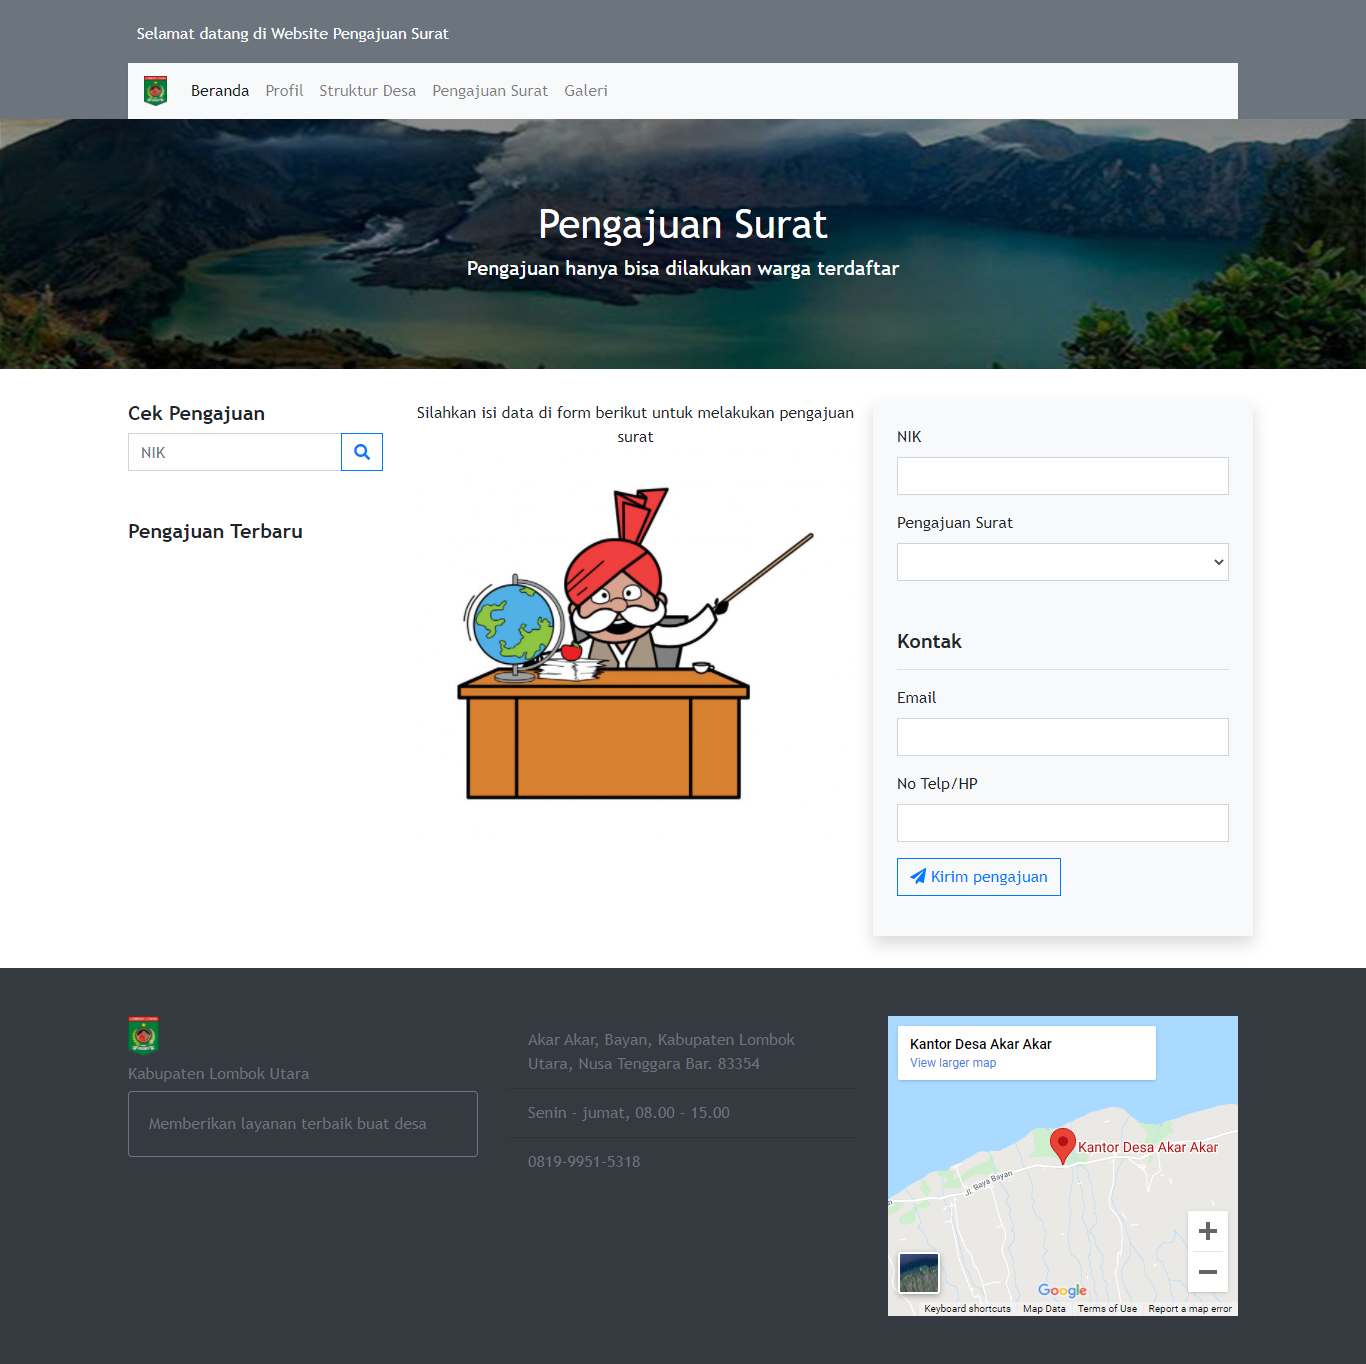 Selamat datang di Website Pengajuan Surat
Beranda Profil Struktur Desa Pengajuan Surat Galeri
Pengajuan Surat
Pengajuan hanya bisa dilakukan warga terdaftar
Cek Pengajuan
NIK
Pengajuan Terbaru
Silahkan isi data di form berikut untuk melakukan pengajuan
surat
NIK
Pengajuan Surat
Kontak
Email
No Telp/HP
Kirim pengajuan
Kabupaten Lombok Utara
Memberikan layanan terbaik buat desa
Akar Akar, Bayan, Kabupaten Lombok
Utara, Nusa Tenggara Bar. 83354
Senin - jumat, 08.00 - 15.00
0819-9951-5318
Kantor Desa Akar Akar
View larger map
Kantor Desa Akar Akar
Jl. Raya Bayan
Google
Keyboard shortcuts Map Data Terms of Use Report a map error